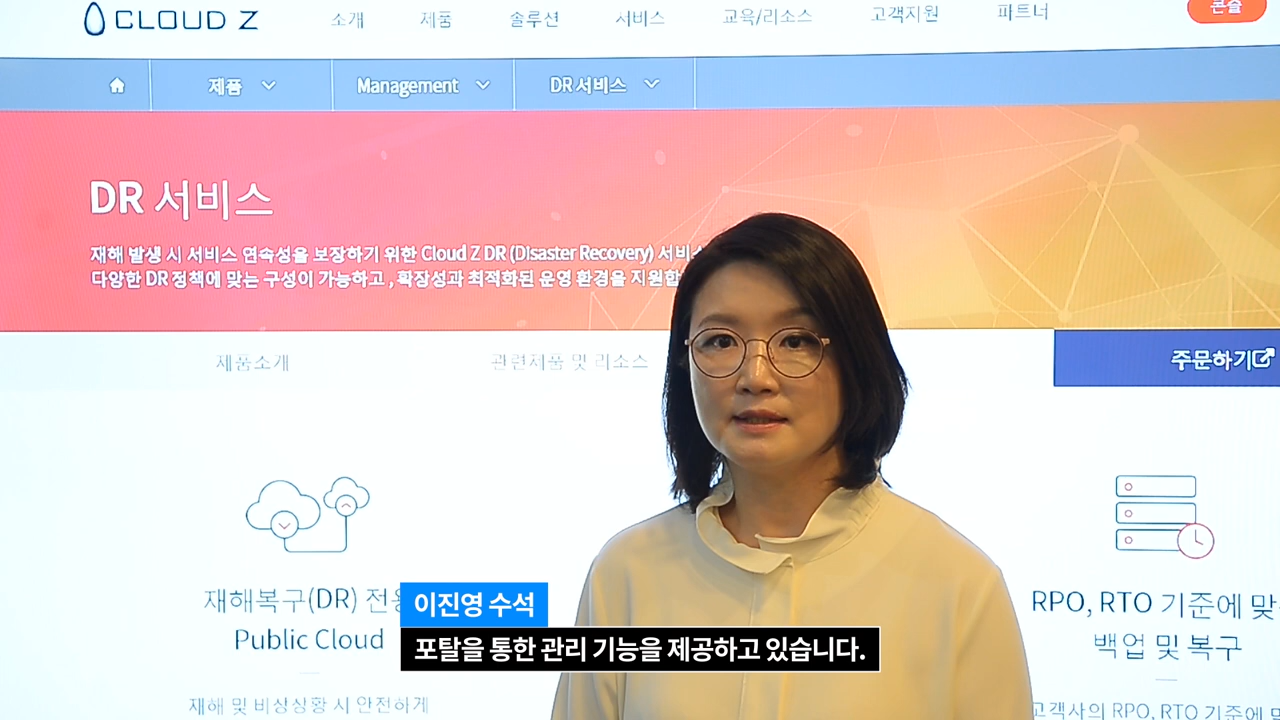 CLOUD Z
소개 제품 솔루션 서비스 교육/리소스 고객지원 파트너 콘솔
제품 Management DR 서비스
DR 서비스
재해 발생 시 서비스 연속성을 보장하기 위한 Cloud Z DR (Disaster Recovery) 서비스
다양한 DR 정책에 맞는 구성이 가능하고, 확장성과 최적화된 운영 환경을 지원합
제품소개 관련제품 및 리소스 주문하기
재해복구(DR) 전용
Public Cloud
재해 및 비상상황 시 안전하게
RPO, RTO 기준에 맞
백업 및 복구
고객사의 RPO, RTO 기준에
이진영 수석
포탈을 통한 관리 기능을 제공하고 있습니다.